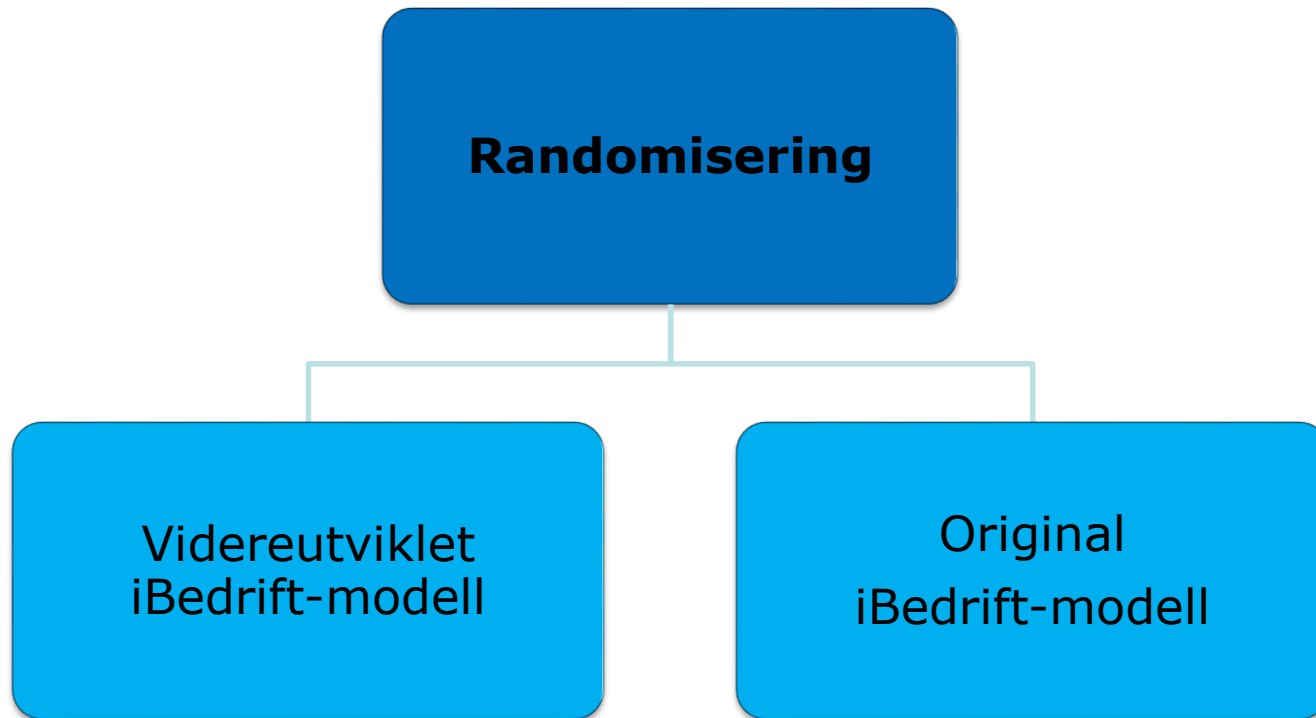 Randomisering
Videreutviklet
iBedrift-modell
Original
iBedrift-modell